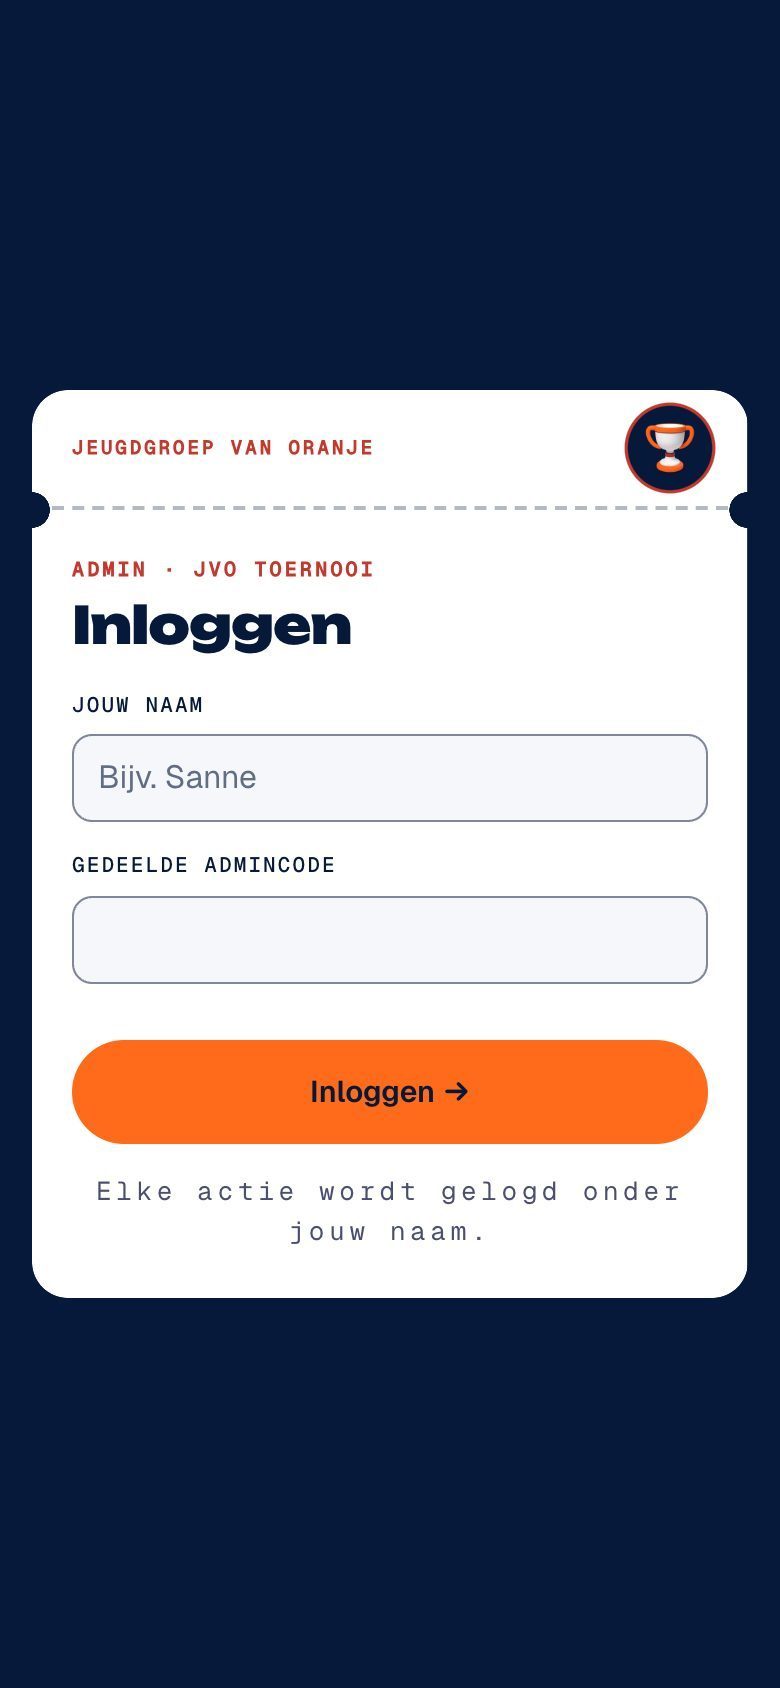 JEUGDGROEP VAN ORANJE
ADMIN · JVO TOERNOOI
Inloggen
JOUW NAAM
Bijv. Sanne
GEDEELDE ADMINCODE
Inloggen →
Elke actie wordt gelogd onder
jouw naam.